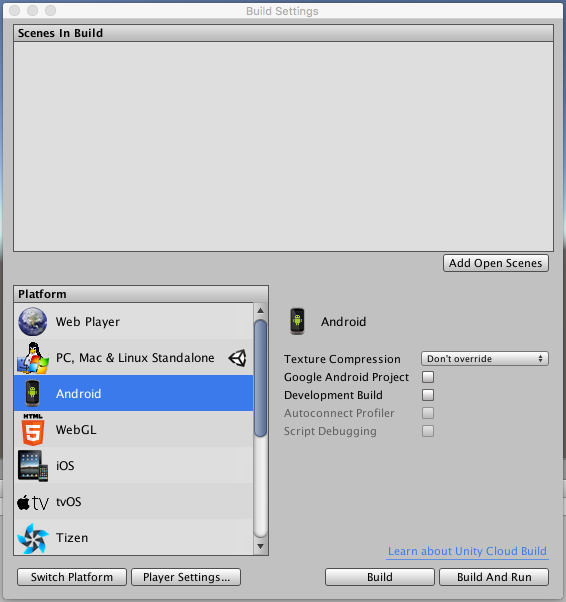 Build Settings
Scenes In Build
Add Open Scenes
Platform
Web Player
PC, Mac & Linux Standalone
Android
HTML
5
WebGL
iOS
tv
tvOS
Tizen
Android
Texture Compression Don't override
Google Android Project
Development Build
Autoconnect Profiler
Script Debugging
Learn about Unity Cloud Build
Switch Platform Player Settings... Build Build And Run